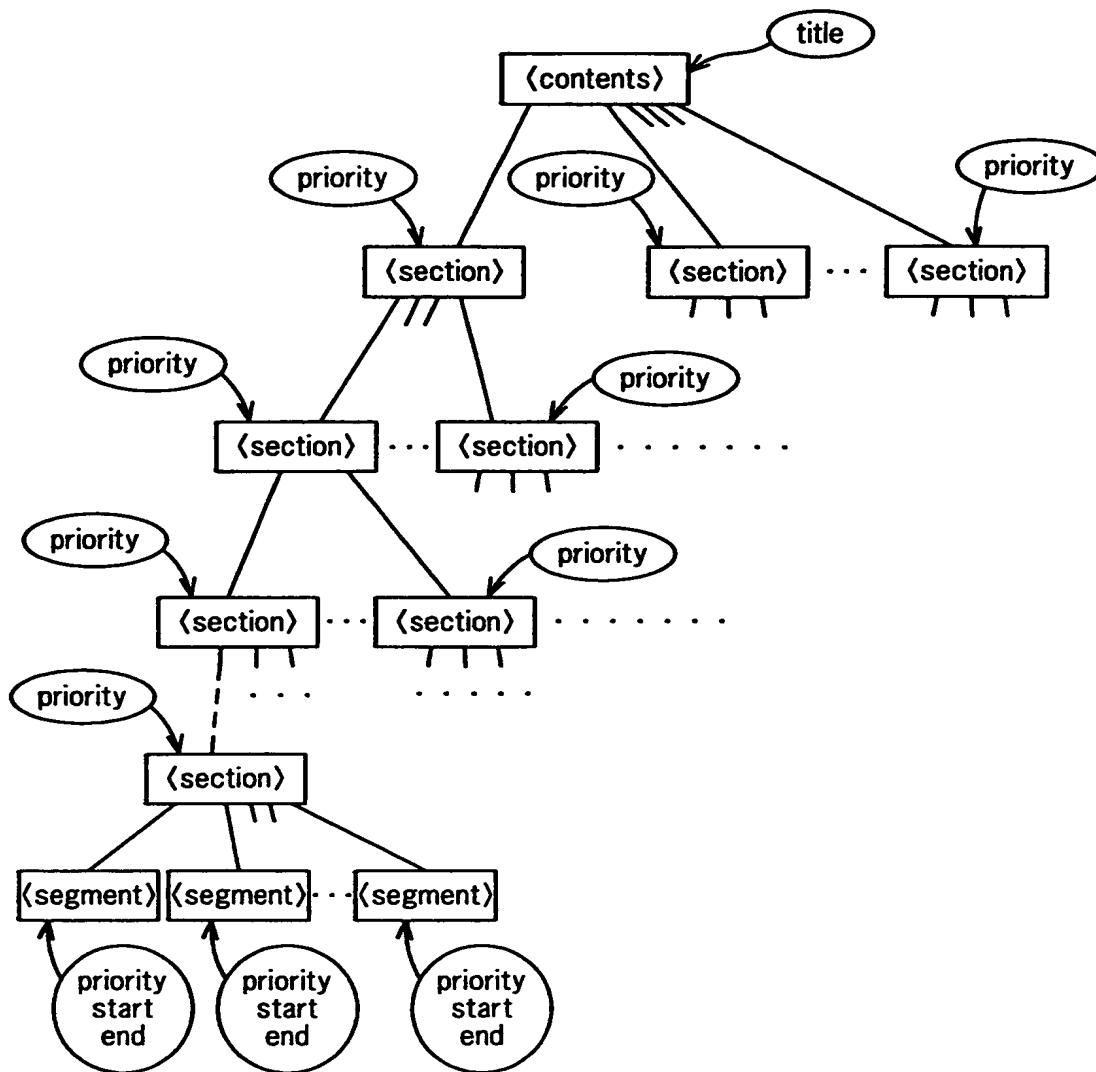 title
〈contents〉
priority
priority
priority
〈section〉
〈section〉
〈section〉
priority
priority
〈section〉
〈section〉
priority
priority
〈section〉
〈section〉
priority
〈section〉
〈segment〉
〈segment〉
〈segment〉
priority
start
end
priority
start
end
priority
start
end